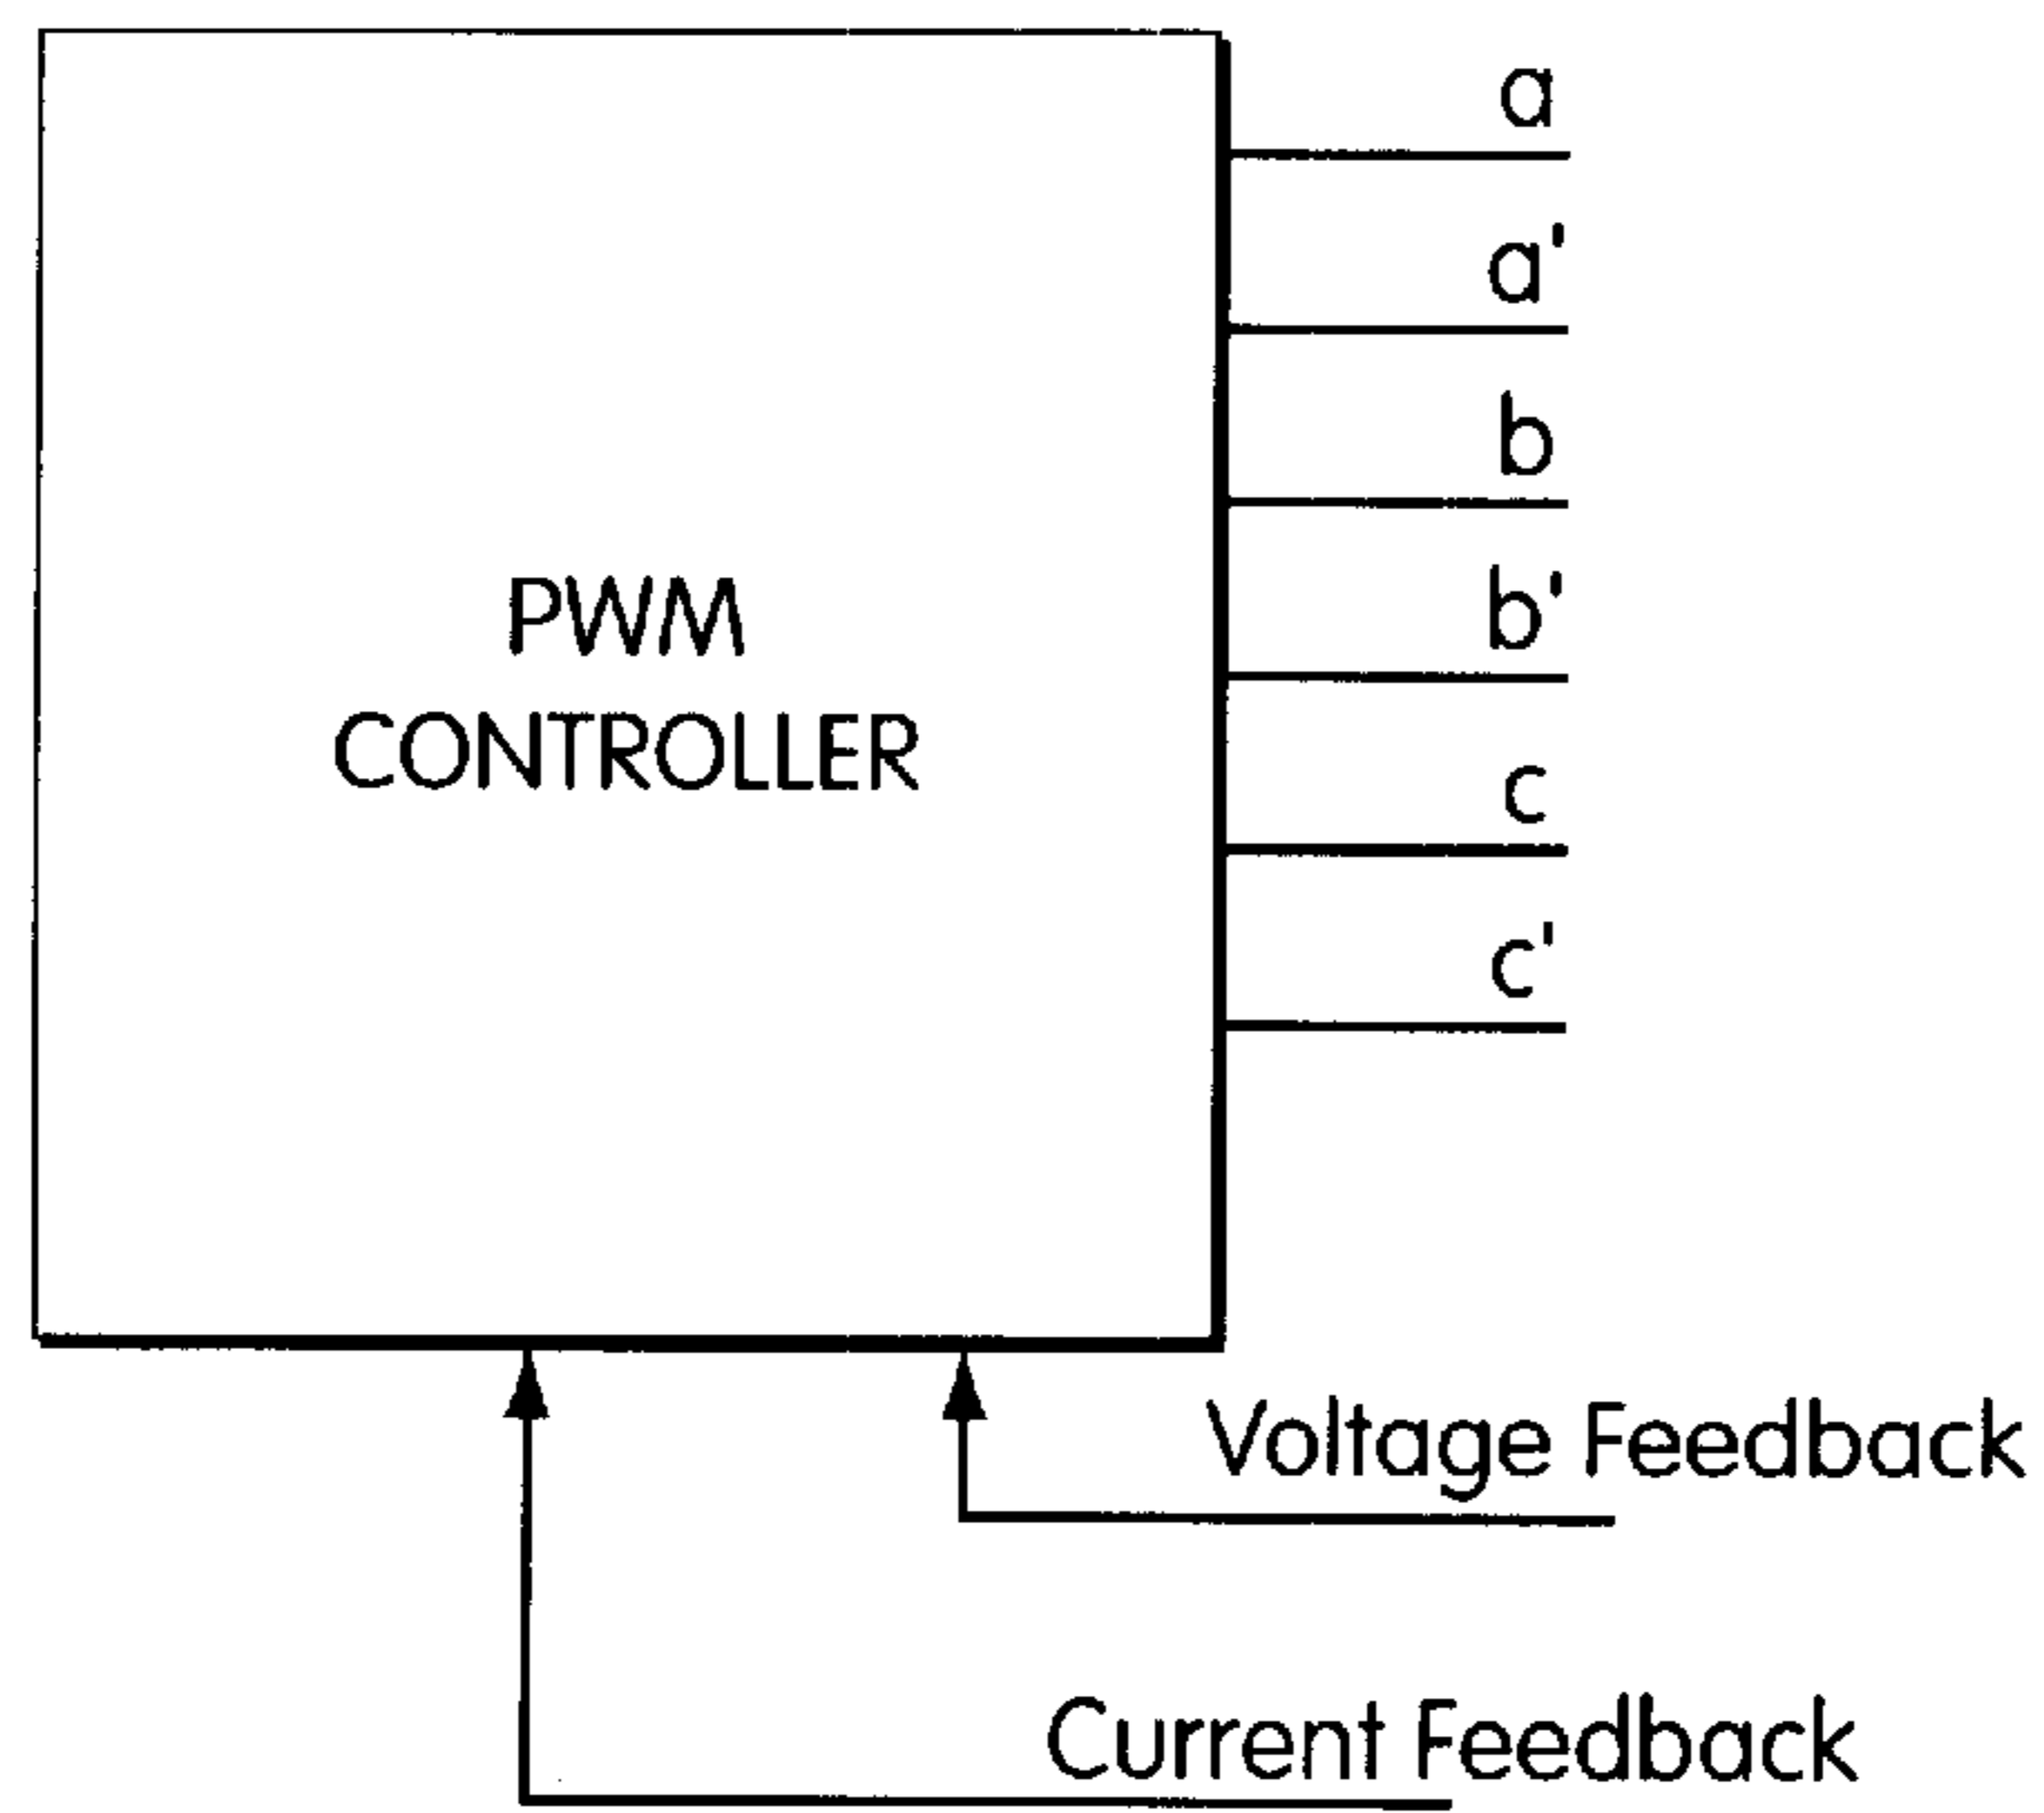 a
a'
b
b'
PWM
CONTROLLER
c
c'
Voltage Feedback
Current Feedback